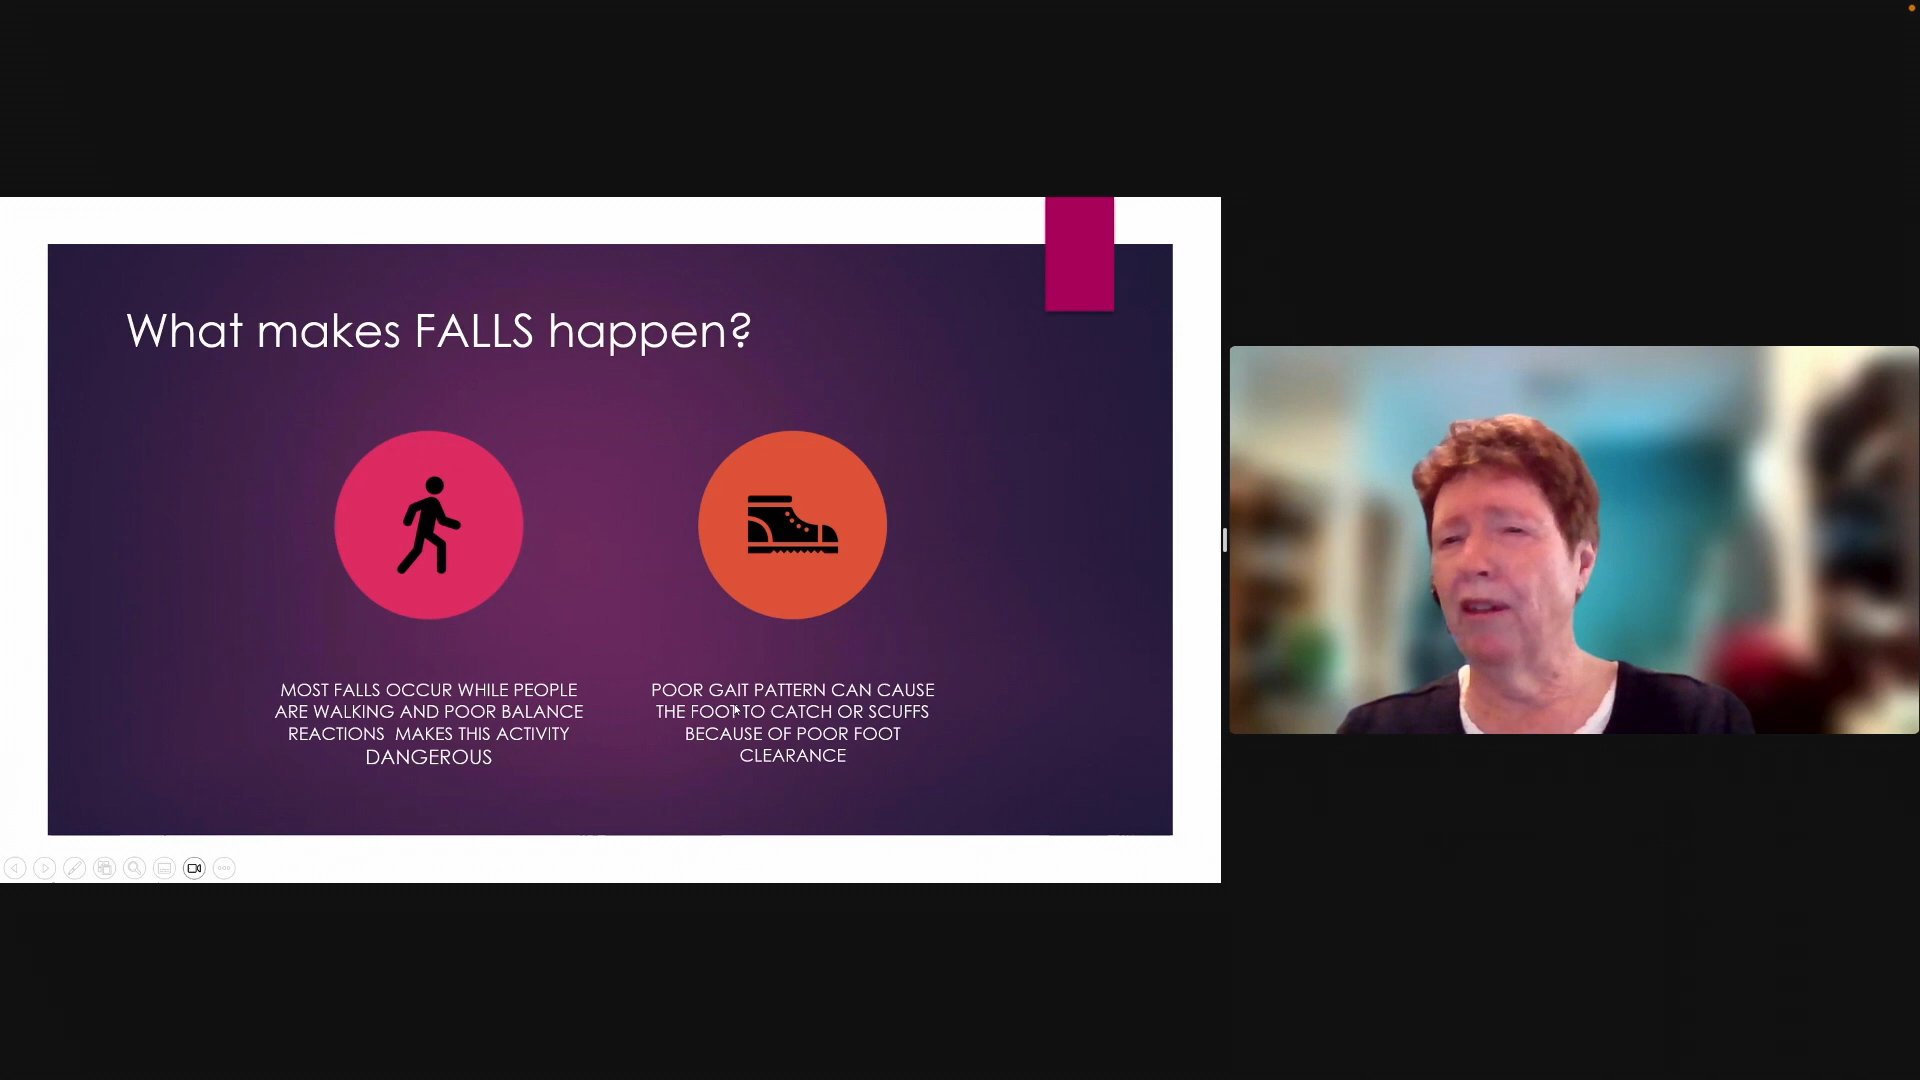 What makes FALLS happen?
MOST FALLS OCCUR WHILE PEOPLE
ARE WALKING AND POOR BALANCE
REACTIONS  MAKES THIS ACTIVITY
DANGEROUS
POOR GAIT PATTERN CAN CAUSE
THE FOOT TO CATCH OR SCUFFS
BECAUSE OF POOR FOOT
CLEARANCE